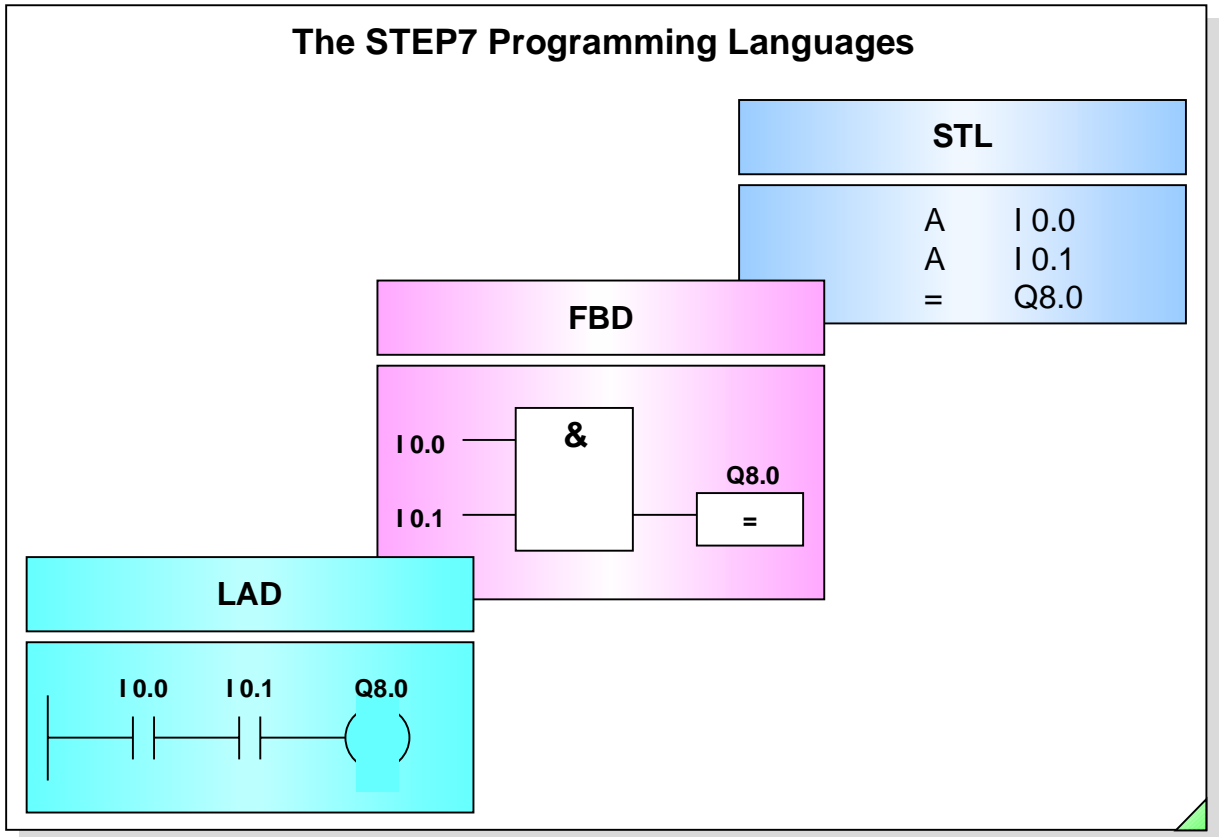 The STEP7 Programming Languages
STL
A I 0.0
A I 0.1
= Q8.0
FBD
I 0.0
&
I 0.1
Q8.0
=
LAD
I 0.0 I 0.1 Q8.0